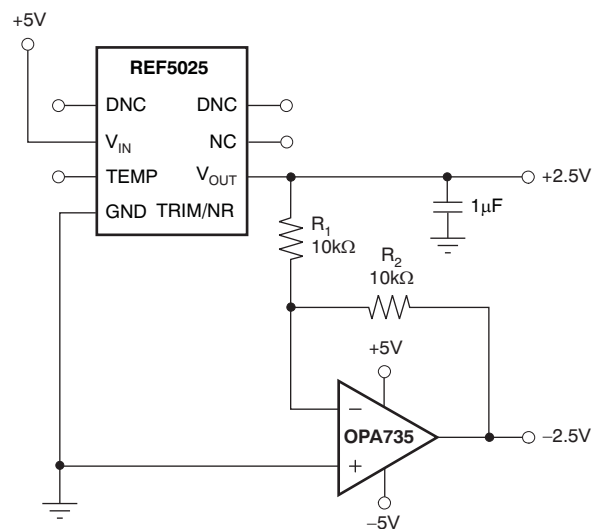 +5V
REF5025
DNC DNC
V_IN NC
TEMP V_OUT
GND TRIM/NR
+2.5V
1μF
R_1
10kΩ
R_2
10kΩ
+5V
−
OPA735
+
−2.5V
−5V